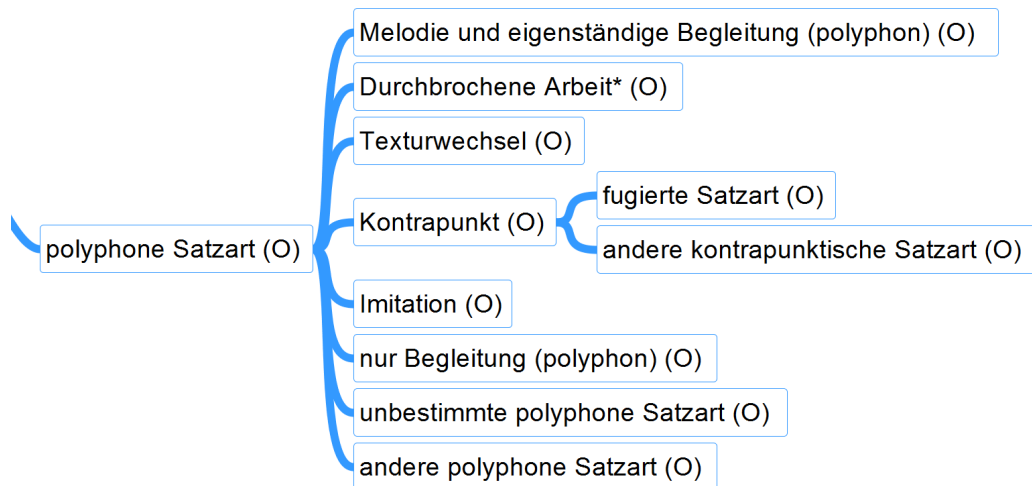 Melodie und eigenständige Begleitung (polyphon) (O)
Durchbrochene Arbeit* (O)
Texturwechsel (O)
fugierte Satzart (O)
Kontrapunkt (O)
andere kontrapunktische Satzart (O)
polyphone Satzart (O)
Imitation (O)
nur Begleitung (polyphon) (O)
unbestimmte polyphone Satzart (O)
andere polyphone Satzart (O)